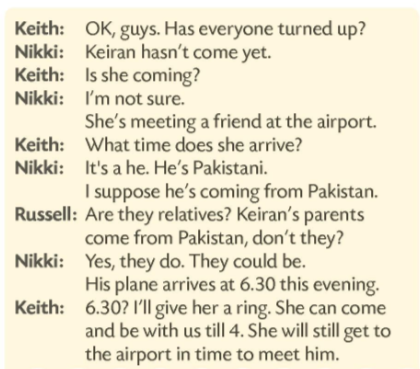 Keith: OK, guys. Has everyone turned up?
Nikki: Keiran hasn't come yet.
Keith: Is she coming?
Nikki: I'm not sure.
She's meeting a friend at the airport.
Keith: What time does she arrive?
Nikki: It's a he. He's Pakistani.
I suppose he's coming from Pakistan.
Russell: Are they relatives? Keiran's parents
come from Pakistan, don't they?
Nikki: Yes, they do. They could be.
His plane arrives at 6.30 this evening.
Keith: 6.30? I'll give her a ring. She can come
and be with us till 4. She will still get to
the airport in time to meet him.